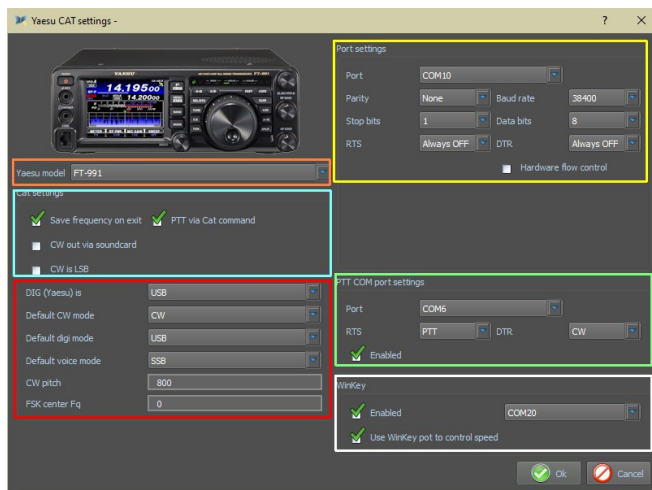 Yaesu CAT settings -
YAESU
FT-991
14.19500
14.20000
Yaesu model FT-991
Cat settings
Save frequency on exit PTT via Cat command
CW out via soundcard
CW is LSB
DIG (Yaesu) is USB
Default CW mode CW
Default digi mode USB
Default voice mode SSB
CW pitch 800
FSK center Fq 0
Port settings
Port COM10
Parity None Baud rate 38400
Stop bits 1 Data bits 8
RTS Always OFF DTR Always OFF
Hardware flow control
PTT COM port settings
Port COM6
RTS PTT DTR CW
Enabled
WinKey
Enabled COM20
Use WinKey pot to control speed
Ok Cancel